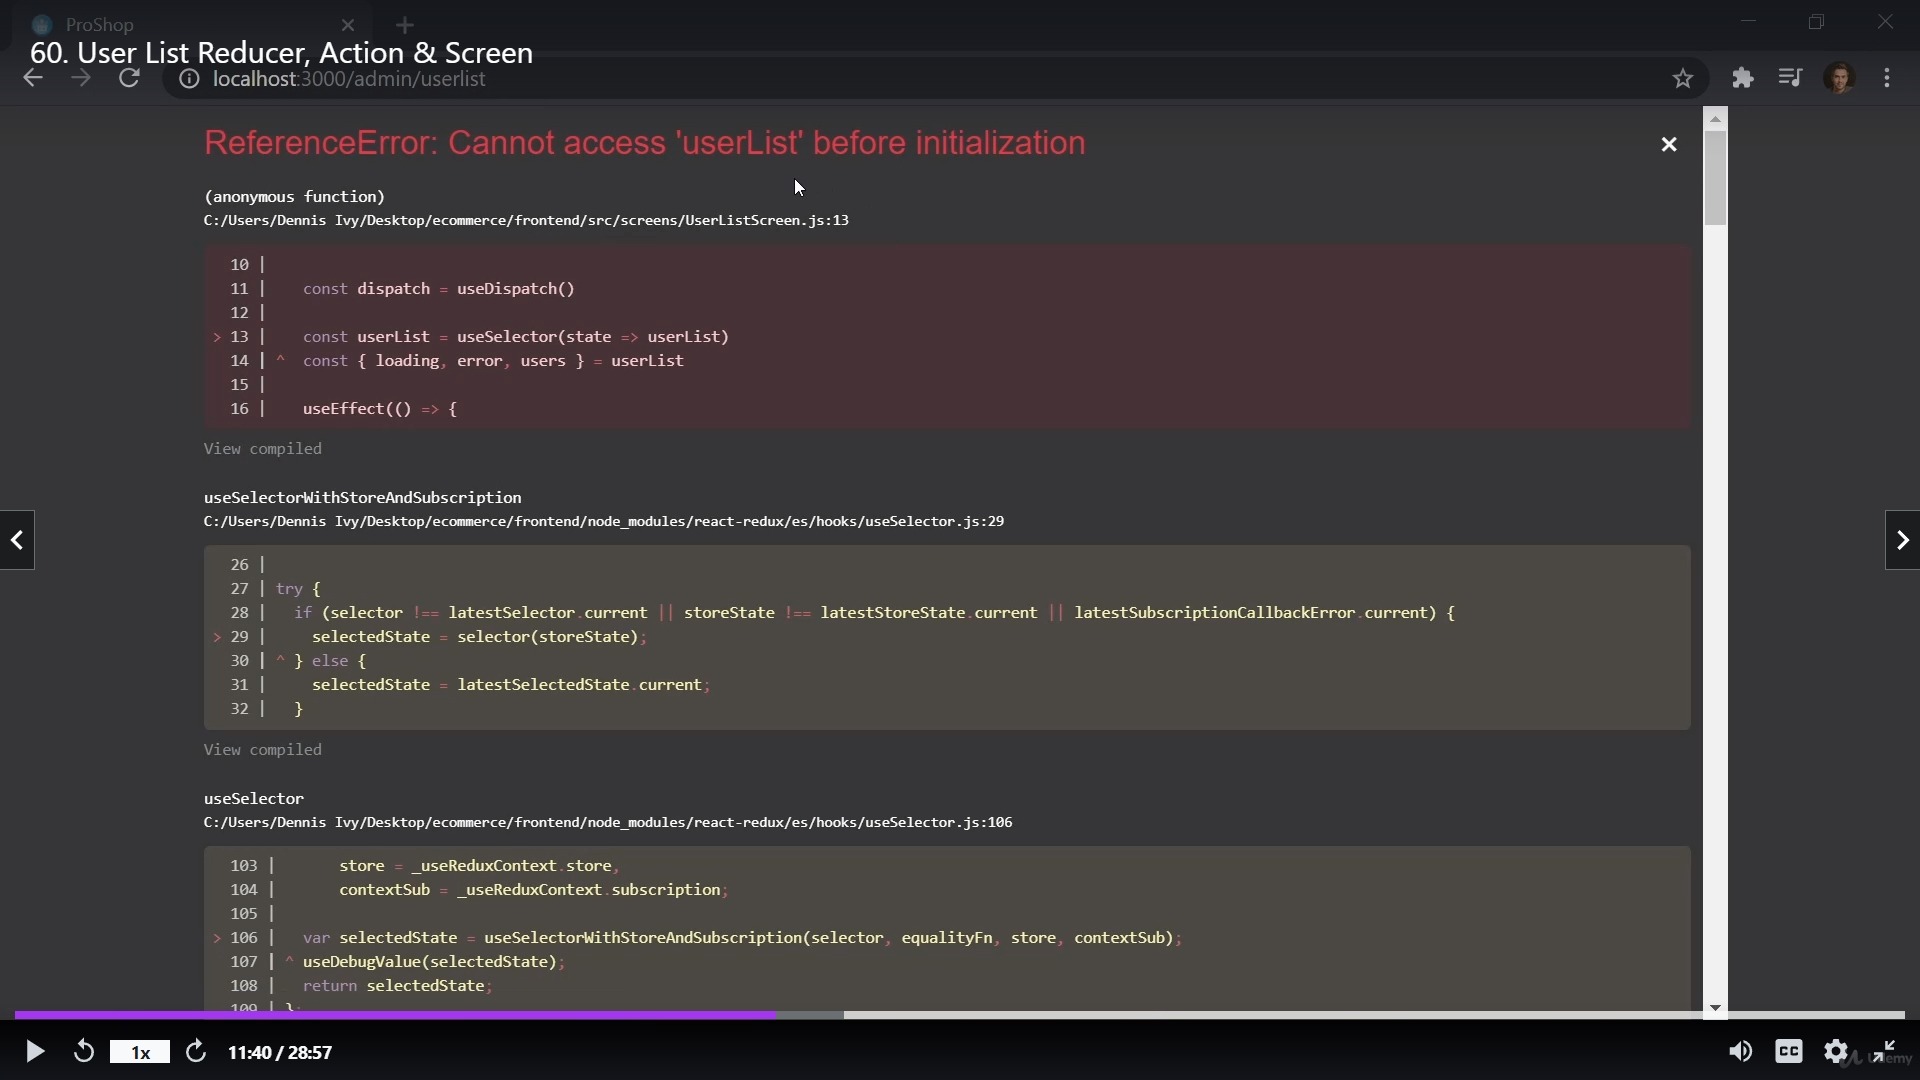 ProShop
60. User List Reducer, Action & Screen
localhost:3000/admin/userlist
ReferenceError: Cannot access 'userList' before initialization
(anonymous function)
C:/Users/Dennis Ivy/Desktop/ecommerce/frontend/src/screens/UserListScreen.js:13
10 |
11 |    const dispatch = useDispatch()
12 |
> 13 |    const userList = useSelector(state => userList)
14 | ^  const { loading, error, users } = userList
15 |
16 |    useEffect(() => {
View compiled
useSelectorWithStoreAndSubscription
C:/Users/Dennis Ivy/Desktop/ecommerce/frontend/node_modules/react-redux/es/hooks/useSelector.js:29
26 |
27 | try {
28 |   if (selector !== latestSelector.current || storeState !== latestStoreState.current || latestSubscriptionCallbackError.current) {
> 29 |     selectedState = selector(storeState);
30 | ^ } else {
31 |     selectedState = latestSelectedState.current;
32 |   }
View compiled
useSelector
C:/Users/Dennis Ivy/Desktop/ecommerce/frontend/node_modules/react-redux/es/hooks/useSelector.js:106
103 |       store = _useReduxContext.store,
104 |       contextSub = _useReduxContext.subscription;
105 |
> 106 |   var selectedState = useSelectorWithStoreAndSubscription(selector, equalityFn, store, contextSub);
107 | ^ useDebugValue(selectedState);
108 |   return selectedState;
109 | };
1x
11:40 / 28:57
CC
Udemy